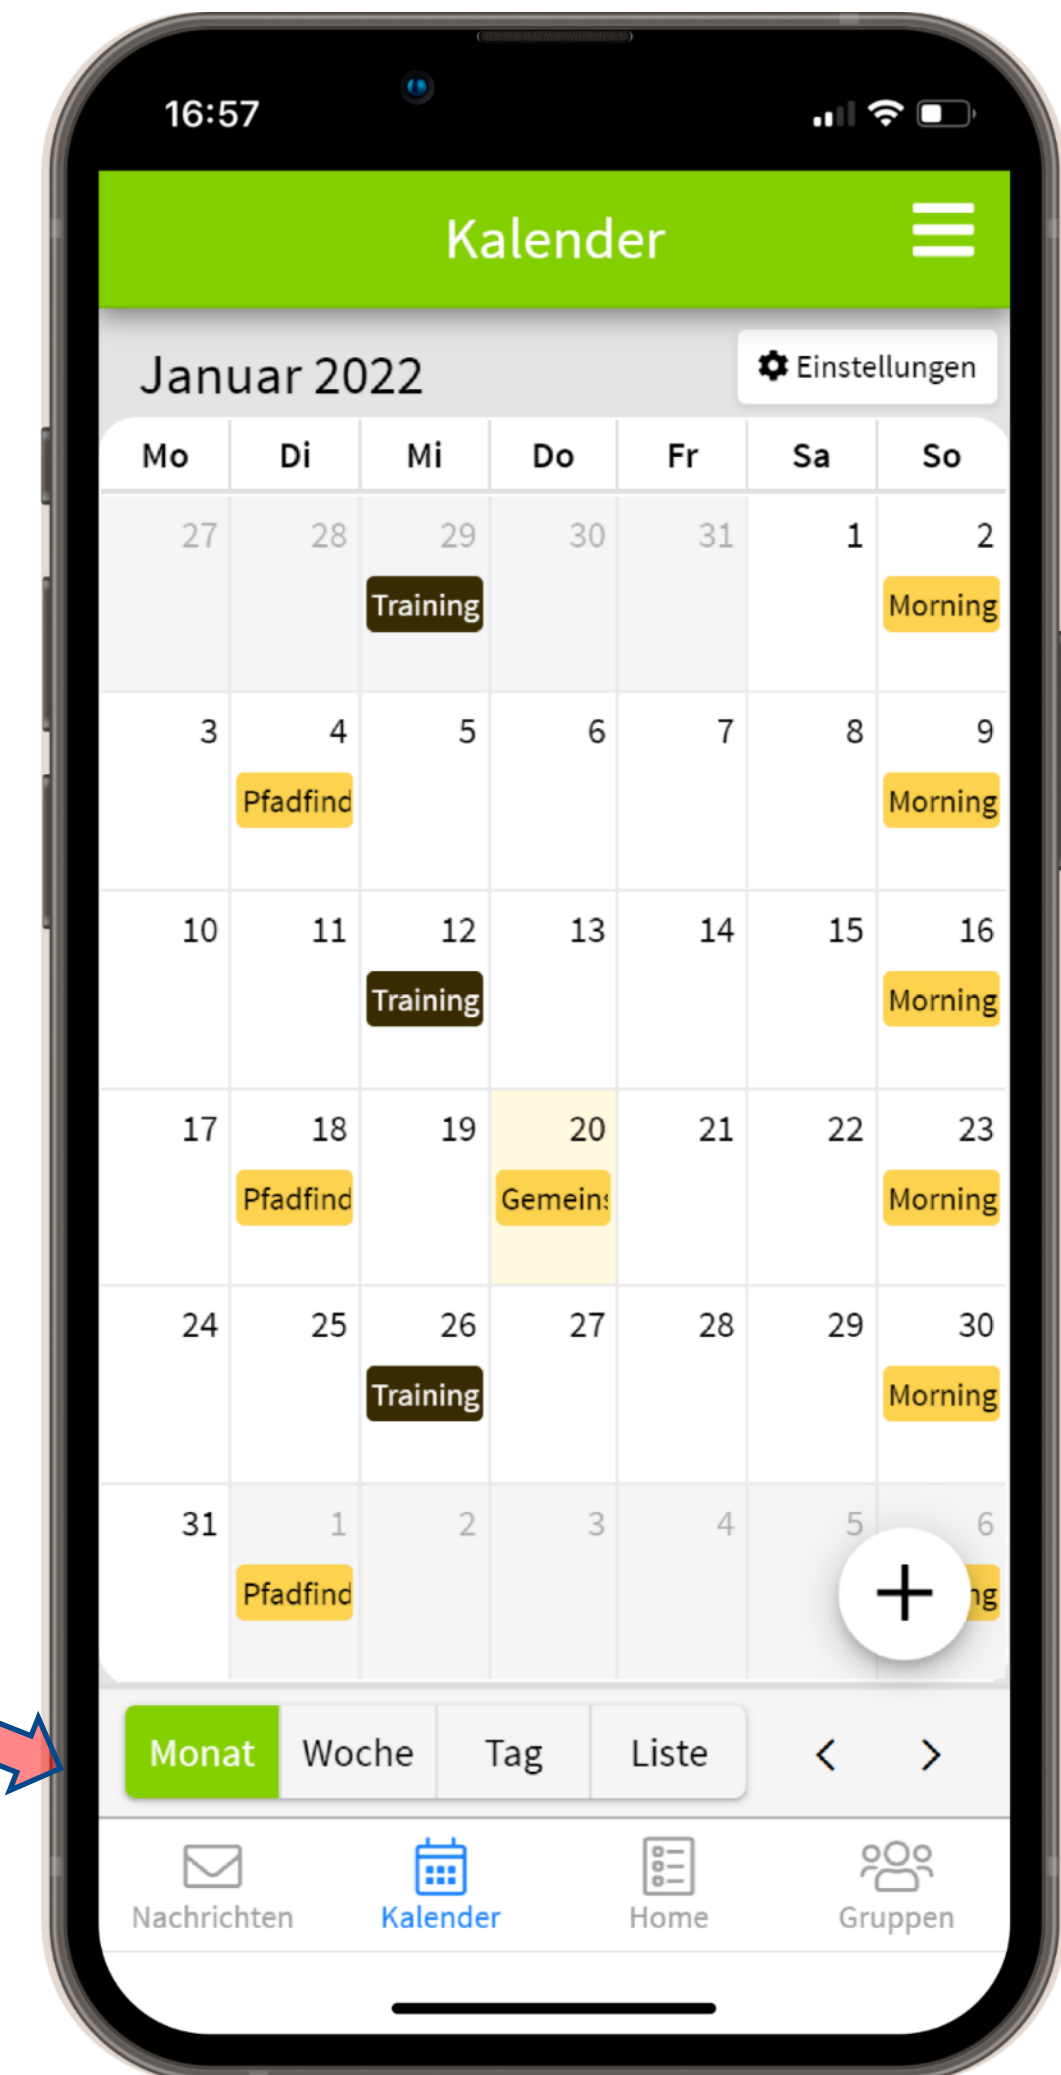 16:57
Kalender
Januar 2022
Einstellungen
Mo Di Mi Do Fr Sa So
27 28 29 30 31 1 2
Training Morning
3 4 5 6 7 8 9
Pfadfind Morning
10 11 12 13 14 15 16
Training Morning
17 18 19 20 21 22 23
Pfadfind Gemeins Morning
24 25 26 27 28 29 30
Training Morning
31 1 2 3 4 5 6
Pfadfind ng
Monat Woche Tag Liste < >
Nachrichten Kalender Home Gruppen